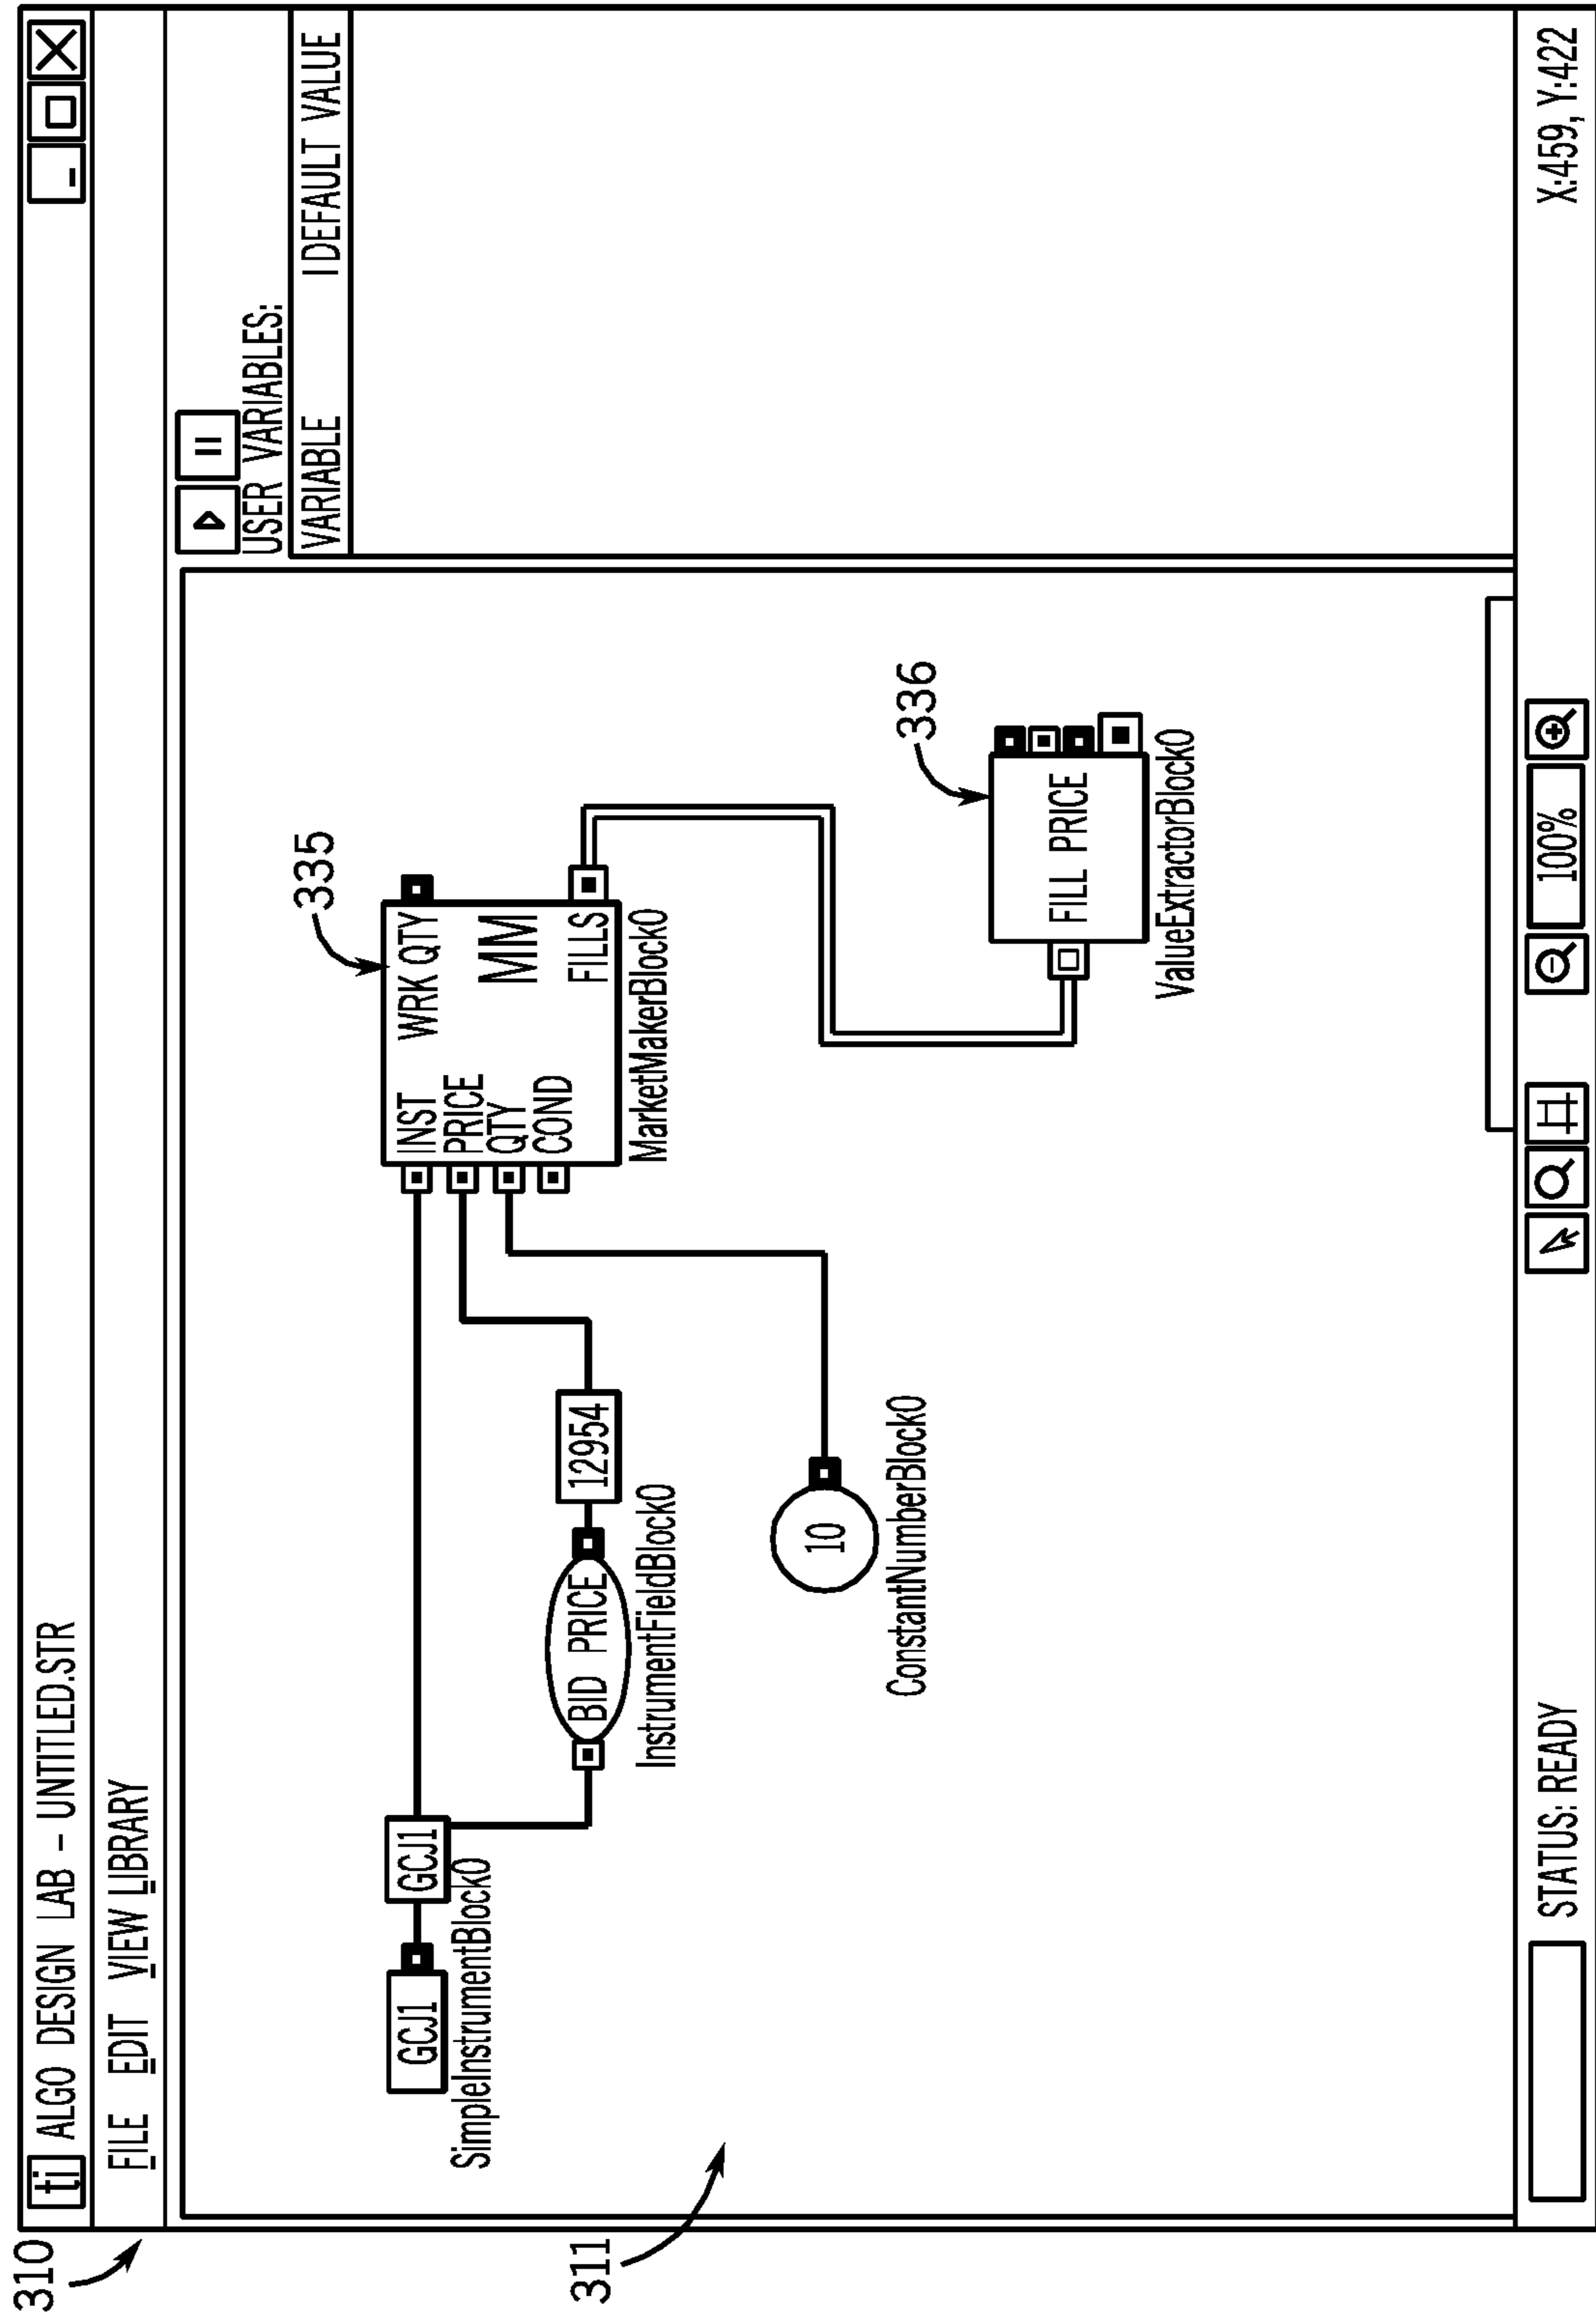 310
ti ALGO DESIGN LAB – UNTITLED.STR
FILE EDIT VIEW LIBRARY
USER VARIABLES:
VARIABLE I DEFAULT VALUE
311
GCJ1
GCJ1
SimpleInstrumentBlock0
BID PRICE
12954
InstrumentFieldBlock0
10
ConstantNumberBlock0
335
INST WRK QTY
PRICE
QTY MM
COND FILLS
MarketMakerBlock0
336
FILL PRICE
ValueExtractorBlock0
STATUS: READY
100%
X:459, Y:422